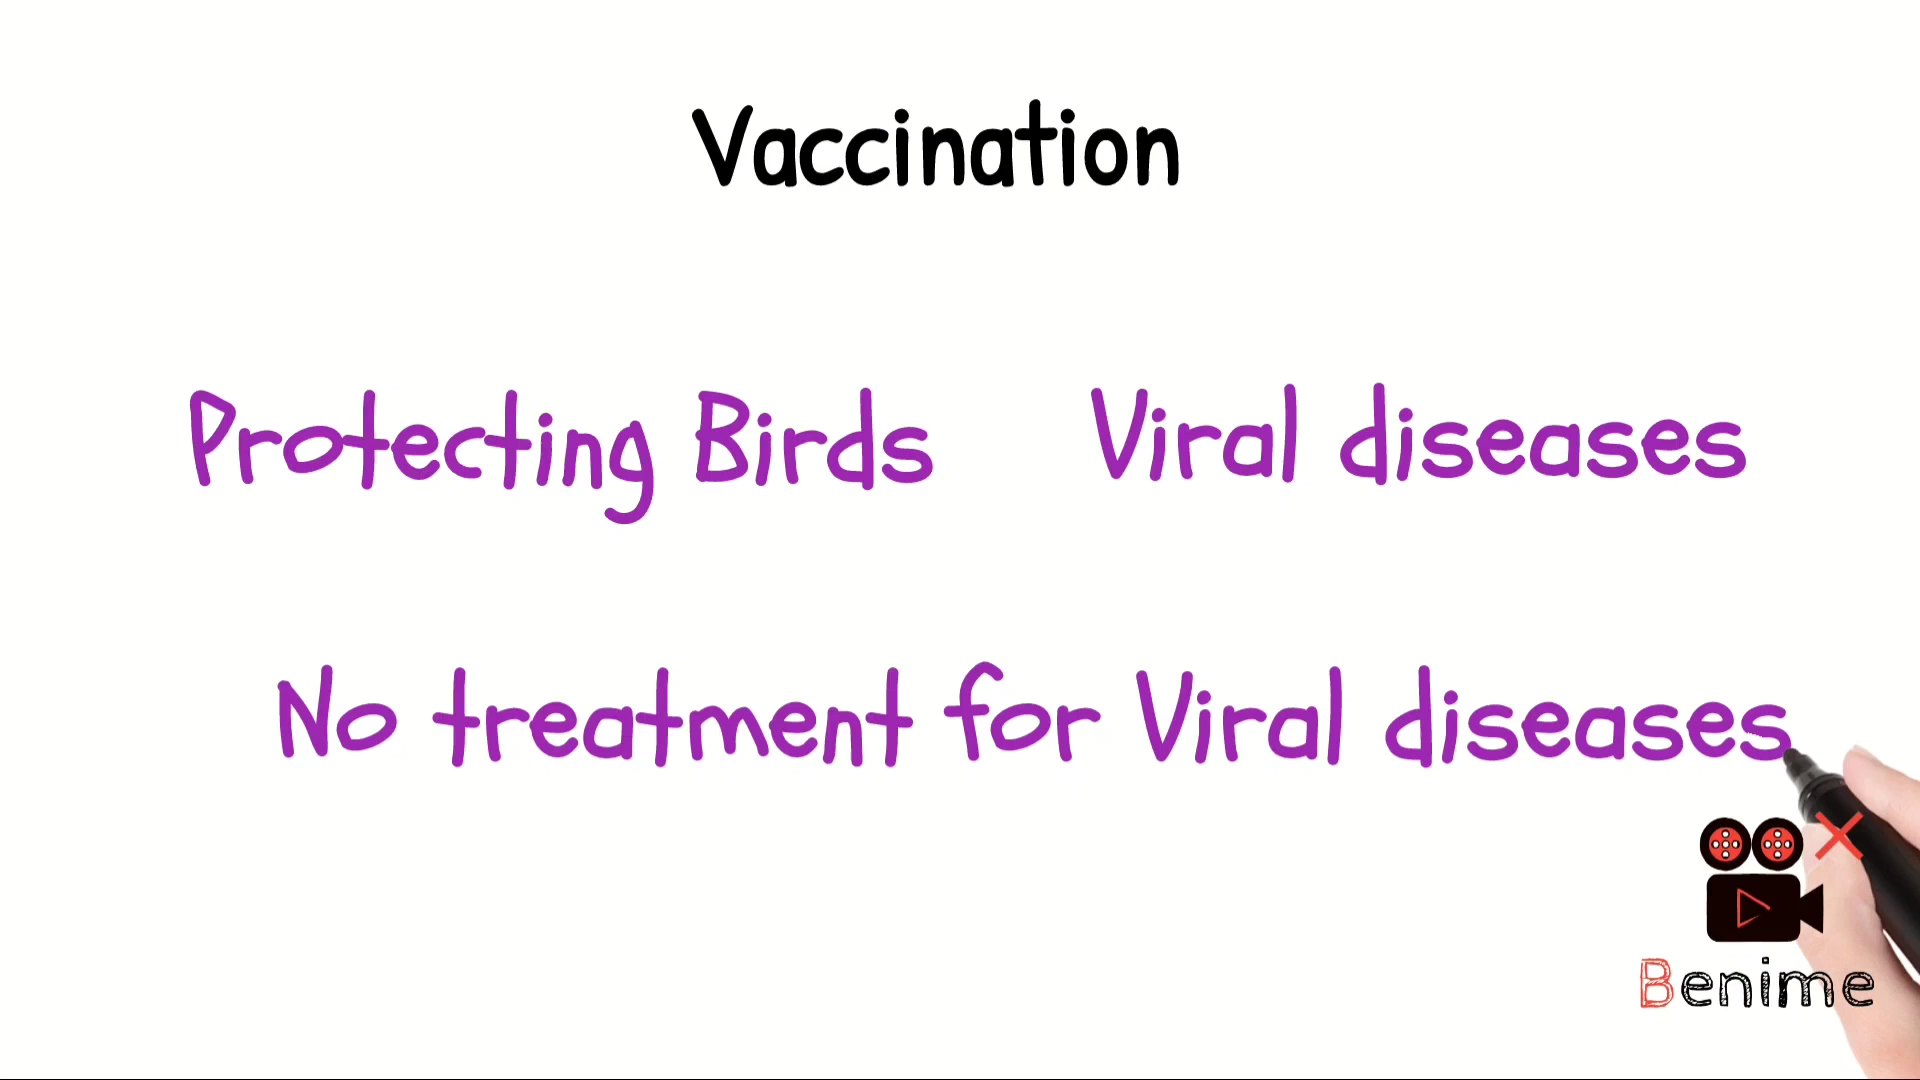 Vaccination
Protecting Birds Viral diseases
No treatment for Viral diseases
Benime